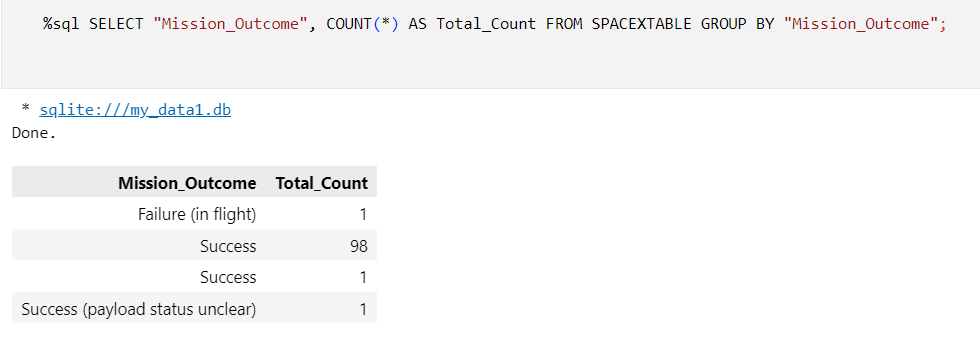 %sql SELECT "Mission_Outcome", COUNT(*) AS Total_Count FROM SPACEXTABLE GROUP BY "Mission_Outcome";
* sqlite:///my_data1.db
Done.
Mission_Outcome Total_Count
Failure (in flight) 1
Success 98
Success 1
Success (payload status unclear) 1